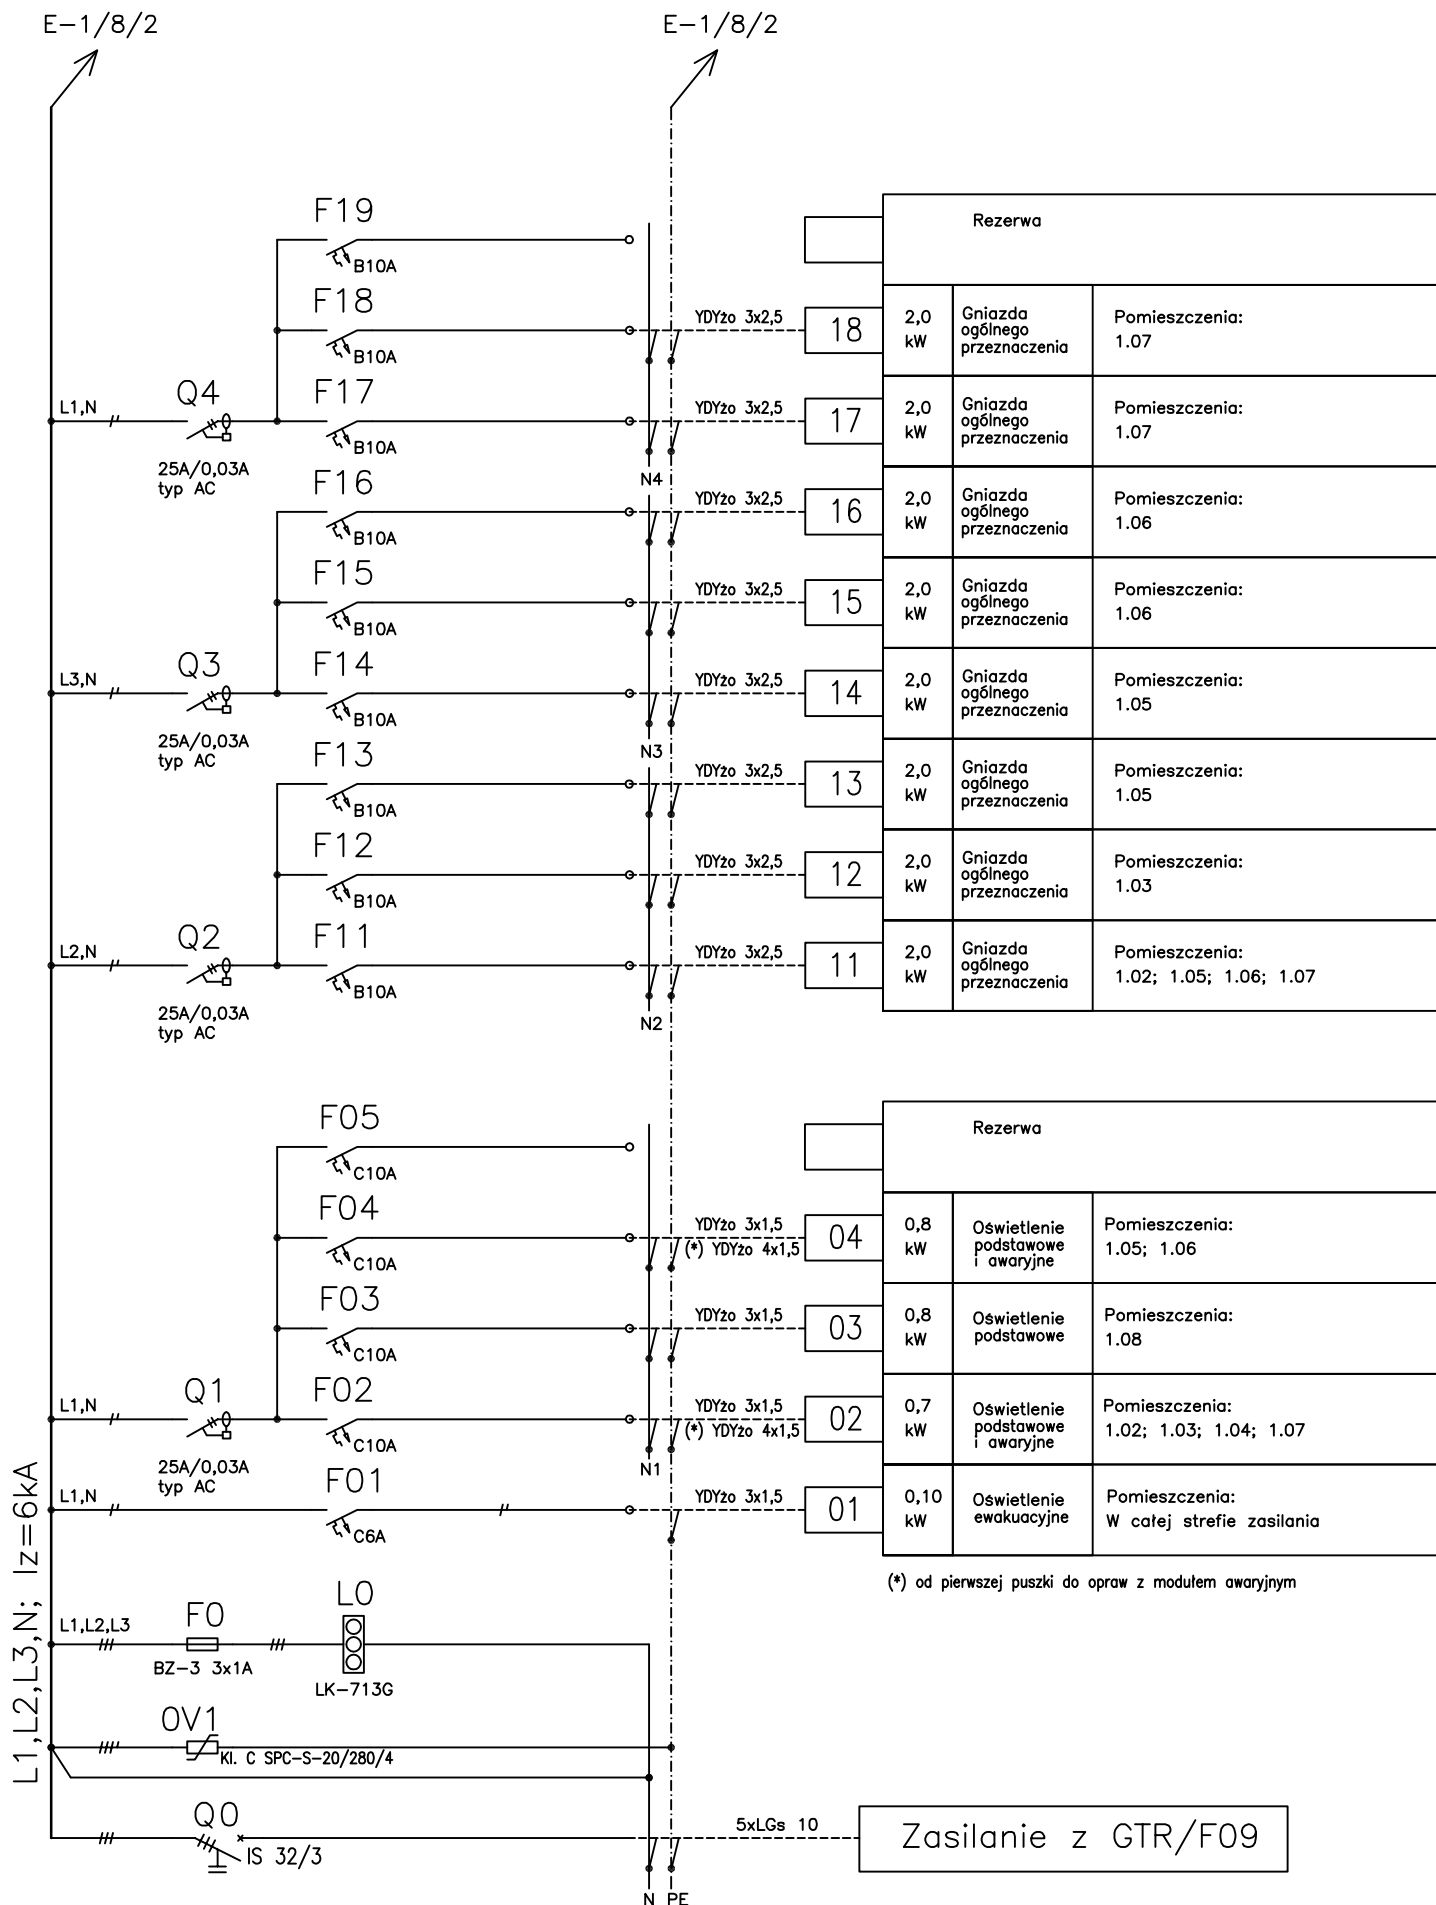 E-1/8/2
E-1/8/2
F19
B10A
Rezerwa
F18
B10A
YDYżo 3x2,5
18
2,0
kW
Gniazda
ogólnego
przeznaczenia
Pomieszczenia:
1.07
L1,N
Q4
25A/0,03A
typ AC
F17
B10A
YDYżo 3x2,5
17
2,0
kW
Gniazda
ogólnego
przeznaczenia
Pomieszczenia:
1.07
N4
F16
B10A
YDYżo 3x2,5
16
2,0
kW
Gniazda
ogólnego
przeznaczenia
Pomieszczenia:
1.06
F15
B10A
YDYżo 3x2,5
15
2,0
kW
Gniazda
ogólnego
przeznaczenia
Pomieszczenia:
1.06
L3,N
Q3
25A/0,03A
typ AC
F14
B10A
YDYżo 3x2,5
14
2,0
kW
Gniazda
ogólnego
przeznaczenia
Pomieszczenia:
1.05
N3
F13
B10A
YDYżo 3x2,5
13
2,0
kW
Gniazda
ogólnego
przeznaczenia
Pomieszczenia:
1.05
F12
B10A
YDYżo 3x2,5
12
2,0
kW
Gniazda
ogólnego
przeznaczenia
Pomieszczenia:
1.03
L2,N
Q2
25A/0,03A
typ AC
F11
B10A
YDYżo 3x2,5
11
2,0
kW
Gniazda
ogólnego
przeznaczenia
Pomieszczenia:
1.02; 1.05; 1.06; 1.07
N2
F05
C10A
Rezerwa
F04
C10A
YDYżo 3x1,5
(*) YDYżo 4x1,5
04
0,8
kW
Oświetlenie
podstawowe
i awaryjne
Pomieszczenia:
1.05; 1.06
F03
C10A
YDYżo 3x1,5
03
0,8
kW
Oświetlenie
podstawowe
Pomieszczenia:
1.08
L1,N
Q1
25A/0,03A
typ AC
F02
C10A
YDYżo 3x1,5
(*) YDYżo 4x1,5
02
0,7
kW
Oświetlenie
podstawowe
i awaryjne
Pomieszczenia:
1.02; 1.03; 1.04; 1.07
N1
L1,N
F01
C6A
YDYżo 3x1,5
01
0,10
kW
Oświetlenie
ewakuacyjne
Pomieszczenia:
W całej strefie zasilania
(*) od pierwszej puszki do opraw z modułem awaryjnym
L1,L2,L3,N; Iz=6kA
L1,L2,L3
F0
BZ-3 3x1A
L0
LK-713G
OV1
Kl. C SPC-S-20/280/4
Q0
IS 32/3
5xLGs 10
Zasilanie z GTR/F09
N PE